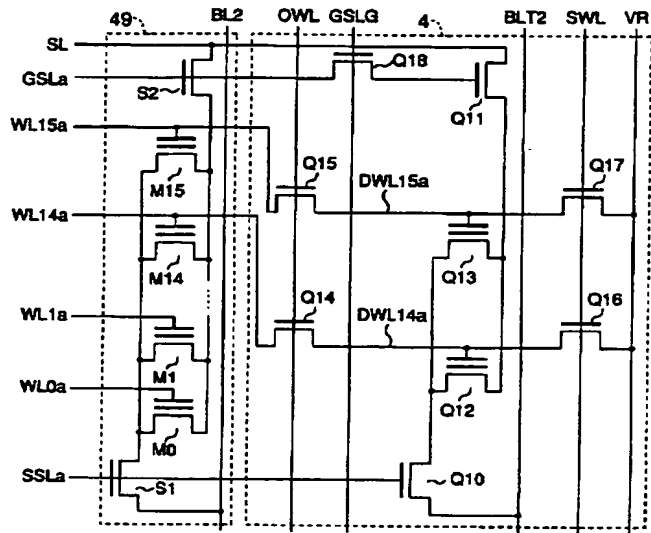 49 BL2 OWL GSLG 4 BLT2 SWL VR
SL
GSLa S2 Q18 Q11
WL15a M15 Q15 DWL15a Q13 Q17
WL14a M14 Q14 DWL14a Q12 Q16
WL1a M1
WL0a M0
SSLa S1 Q10